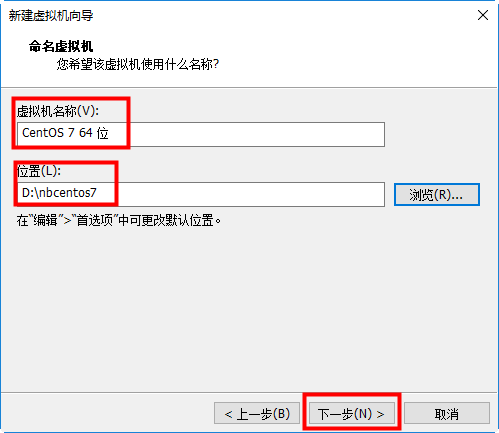 新建虚拟机向导
命名虚拟机
您希望该虚拟机使用什么名称?
虚拟机名称(V):
CentOS 7 64 位
位置(L):
D:\nbcentos7
浏览(R)...
在“编辑”>“首选项”中可更改默认位置。
< 上一步(B)
下一步(N) >
取消